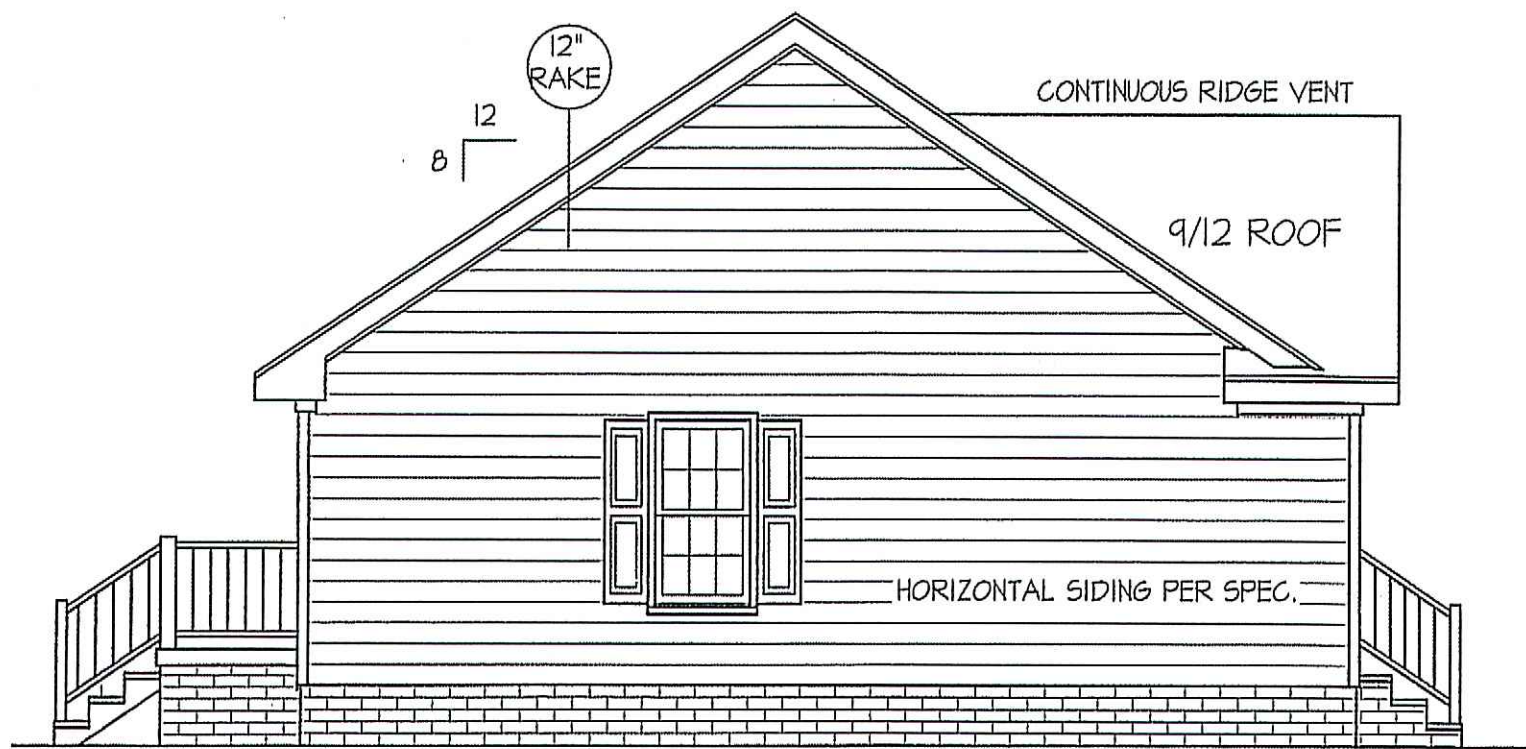 12"
RAKE
CONTINUOUS RIDGE VENT
12
8
9/12 ROOF
HORIZONTAL SIDING PER SPEC.